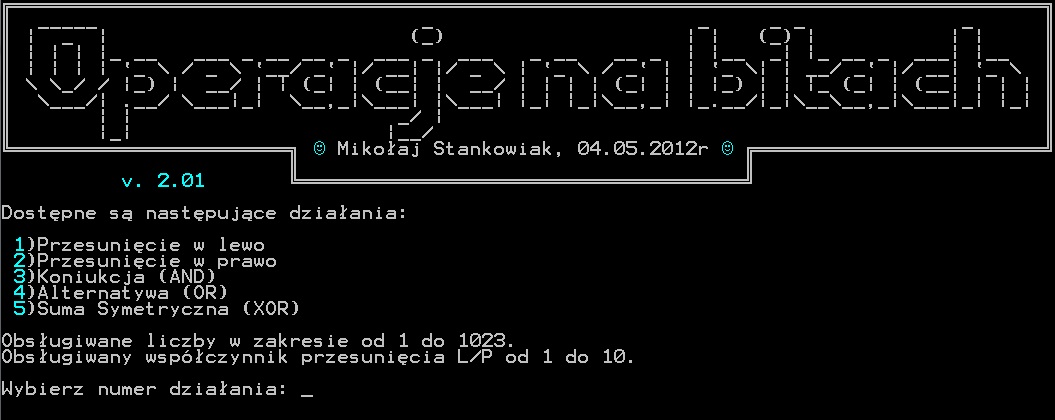 Operacje na bitach
☺ Mikołaj Stankowiak, 04.05.2012r ☺
v. 2.01
Dostępne są następujące działania:
1)Przesunięcie w lewo
2)Przesunięcie w prawo
3)Koniukcja (AND)
4)Alternatywa (OR)
5)Suma Symetryczna (XOR)
Obsługiwane liczby w zakresie od 1 do 1023.
Obsługiwany współczynnik przesunięcia L/P od 1 do 10.
Wybierz numer działania: _